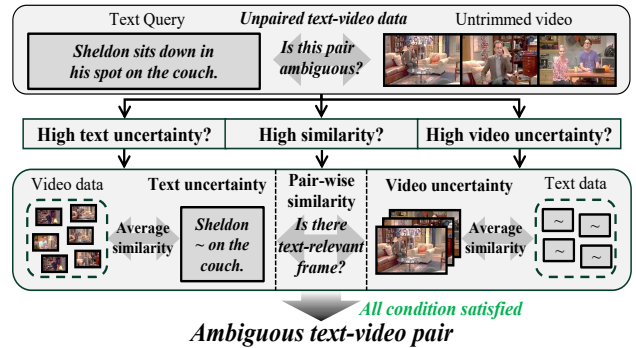 Text Query
Unpaired text-video data
Untrimmed video
Sheldon sits down in
his spot on the couch.
Is this pair
ambiguous?
High text uncertainty?
High similarity?
High video uncertainty?
Video data
Text uncertainty
Average
similarity
Sheldon
~ on the
couch.
Pair-wise
similarity
Is there
text-relevant
frame?
Video uncertainty
Text data
Average
similarity
~
~
~
~
All condition satisfied
Ambiguous text-video pair